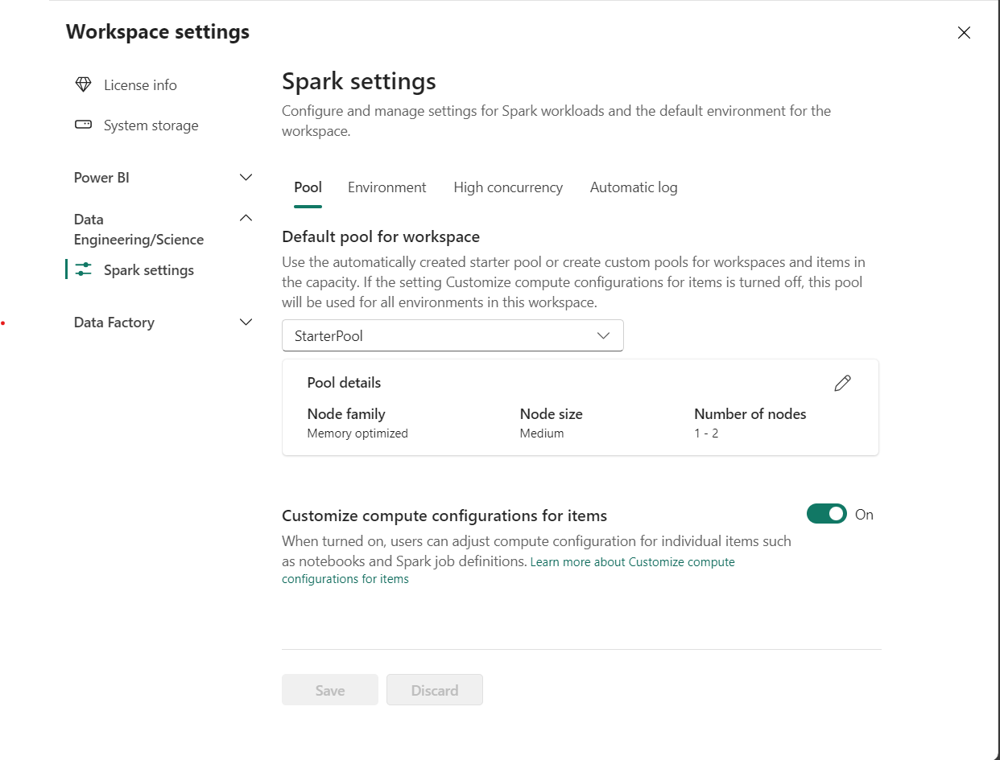 Workspace settings
License info
System storage
Power BI
Data
Engineering/Science
Spark settings
Data Factory
Spark settings
Configure and manage settings for Spark workloads and the default environment for the
workspace.
Pool
Environment
High concurrency
Automatic log
Default pool for workspace
Use the automatically created starter pool or create custom pools for workspaces and items in
the capacity. If the setting Customize compute configurations for items is turned off, this pool
will be used for all environments in this workspace.
StarterPool
Pool details
Node family
Memory optimized
Node size
Medium
Number of nodes
1 - 2
Customize compute configurations for items
On
When turned on, users can adjust compute configuration for individual items such
as notebooks and Spark job definitions. Learn more about Customize compute
configurations for items
Save
Discard